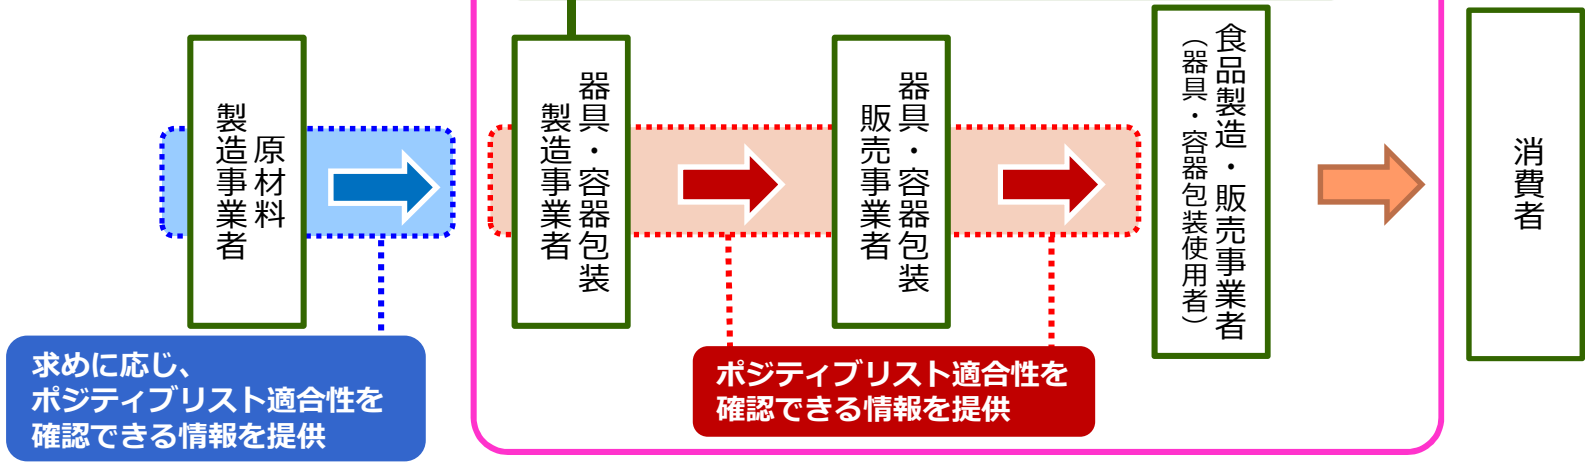 原材料
製造事業者
器具・容器包装
製造事業者
器具・容器包装
販売事業者
食品製造・販売事業者
（器具・容器包装使用者）
消費者
求めに応じ、
ポジティブリスト適合性を
確認できる情報を提供
ポジティブリスト適合性を
確認できる情報を提供